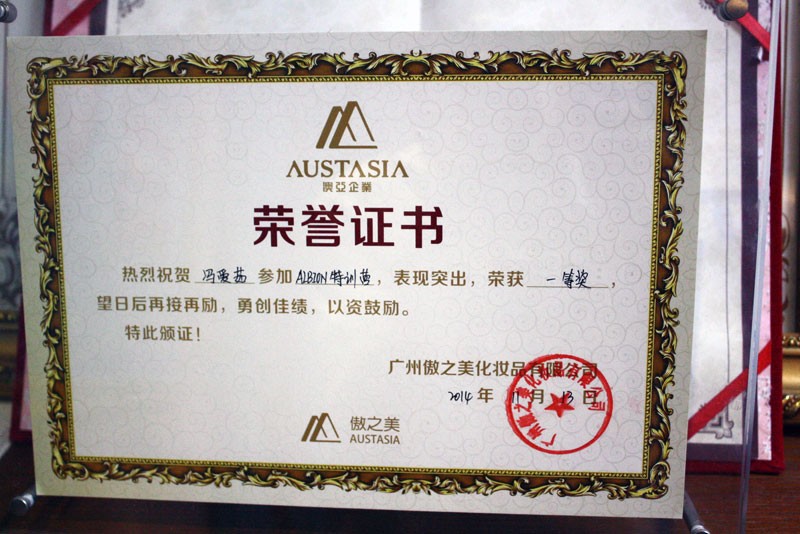 AUSTASIA
澳亞企業
荣誉证书
热烈祝贺 冯爱茹 参加 ALBION特训营 ，表现突出，荣获 一等奖 ，
望日后再接再励，勇创佳绩，以资鼓励。
特此颁证！
广州傲之美化妆品有限公司
2014 年 11 月 13 日
广州傲之美化妆品有限公司
傲之美
AUSTASIA